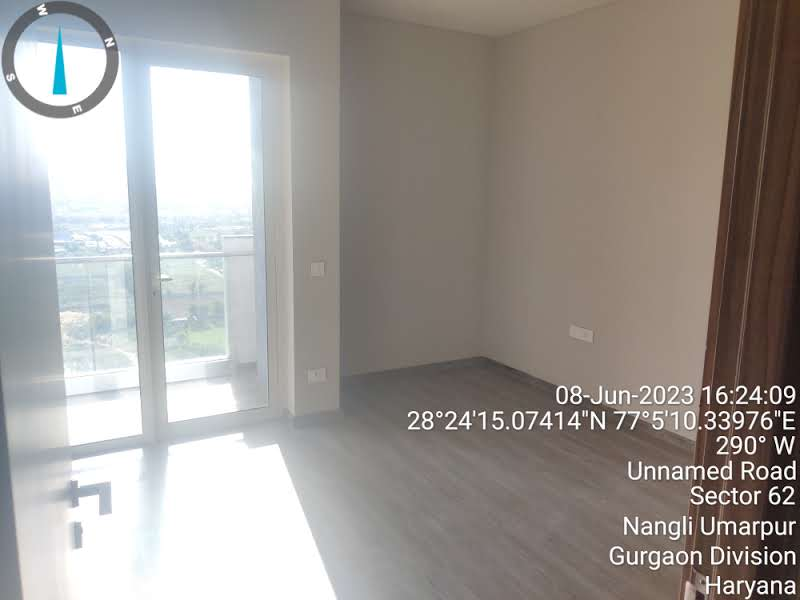 W
N
S
E
08-Jun-2023 16:24:09
28°24'15.07414"N 77°5'10.33976"E
290° W
Unnamed Road
Sector 62
Nangli Umarpur
Gurgaon Division
Haryana